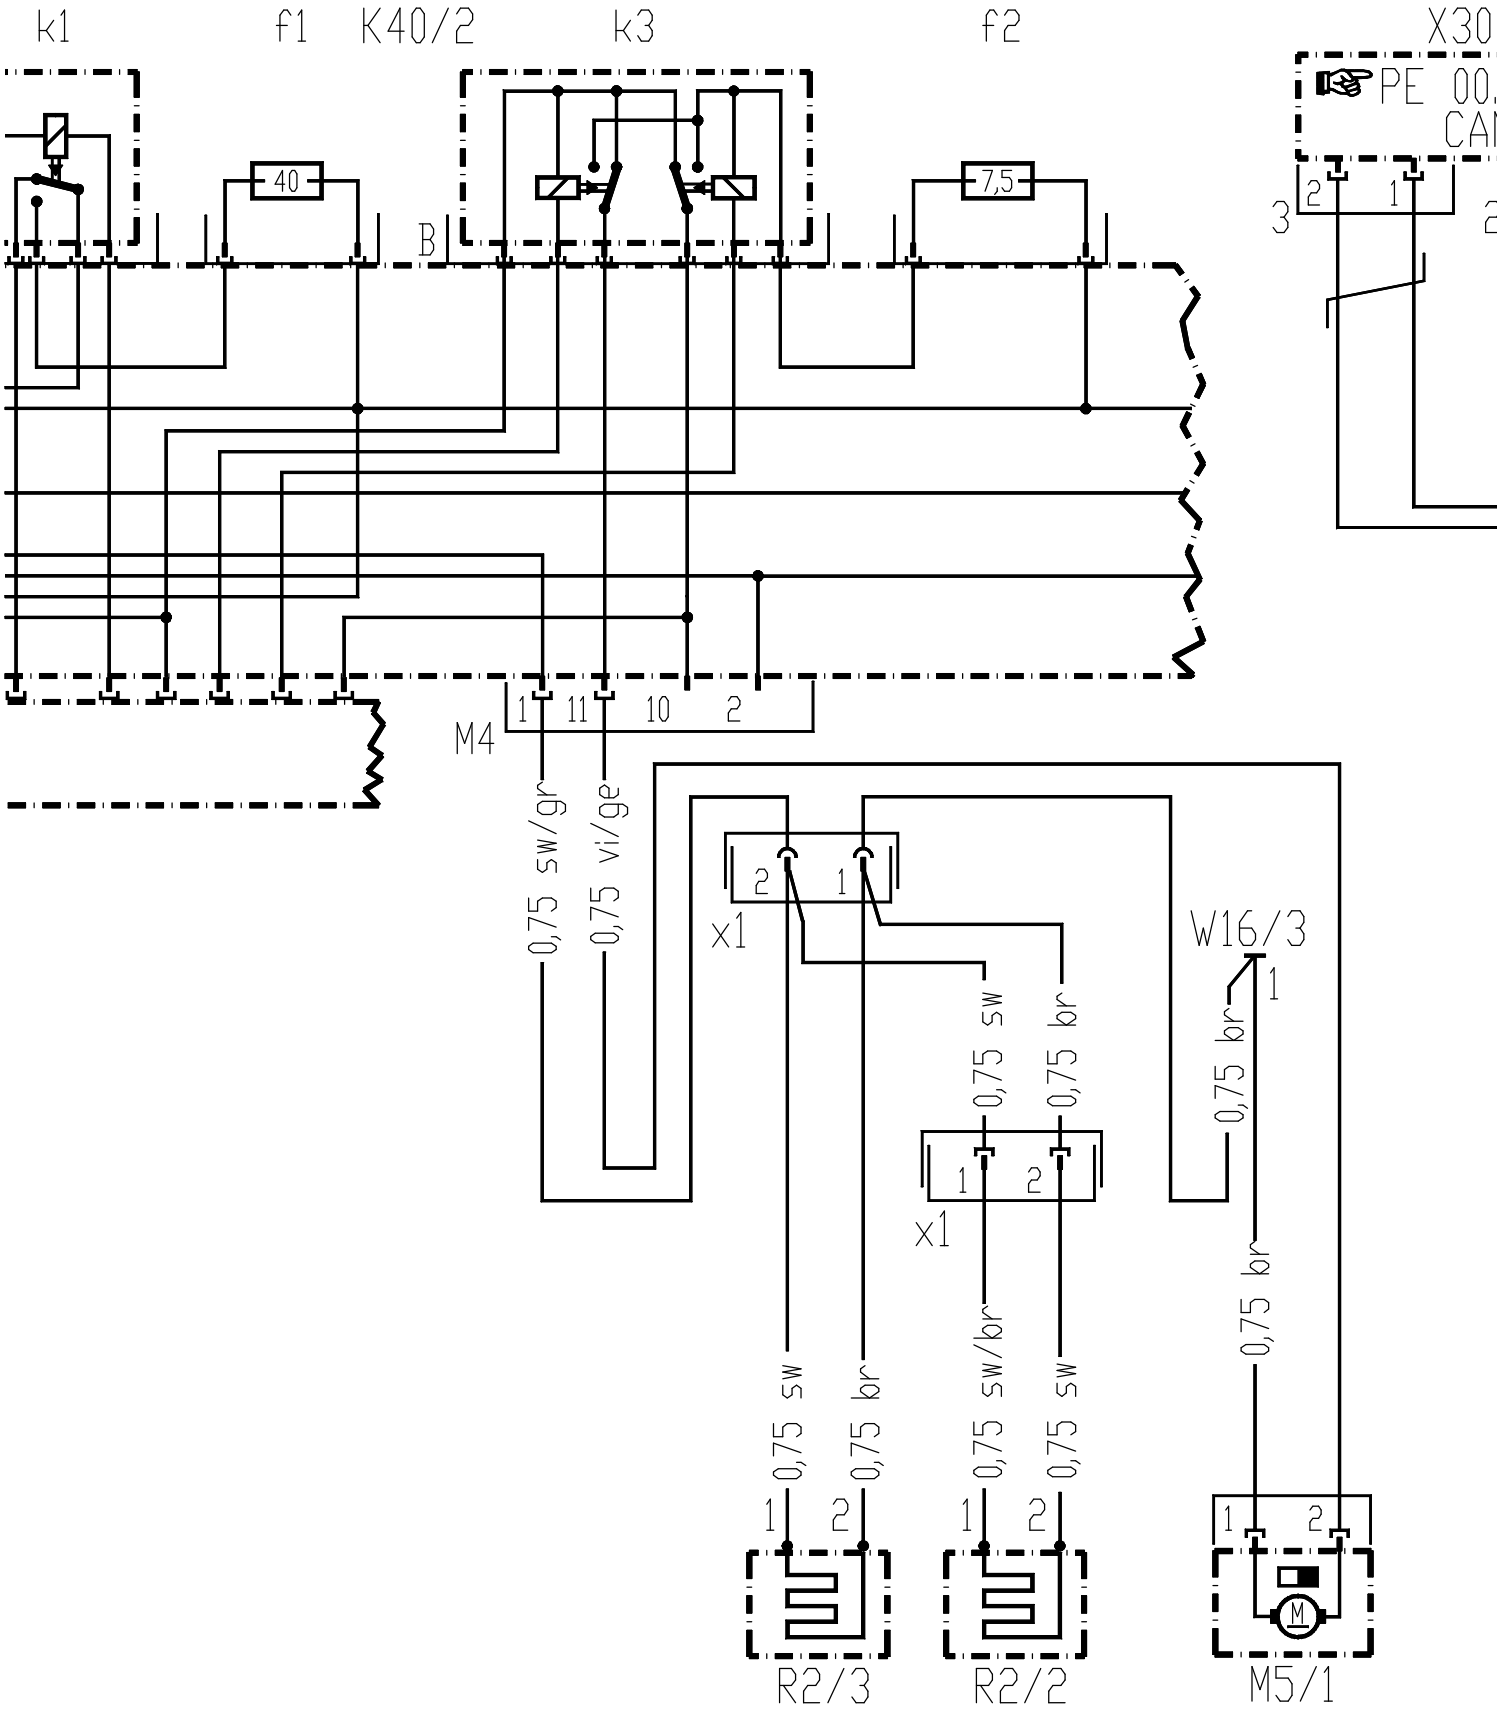 k1 f1 K40/2 k3 f2 X30
PE 00.
CAN
40 7,5
B
3 2 1 2
M4 1 11 10 2
0,75 sw/gr
0,75 vi/ge
2 1
x1
W16/3
1
0,75 sw
0,75 br
0,75 br
1 2
x1
0,75 br
0,75 sw
0,75 br
0,75 sw/br
0,75 sw
1 2 1 2 1 2
M
R2/3 R2/2 M5/1